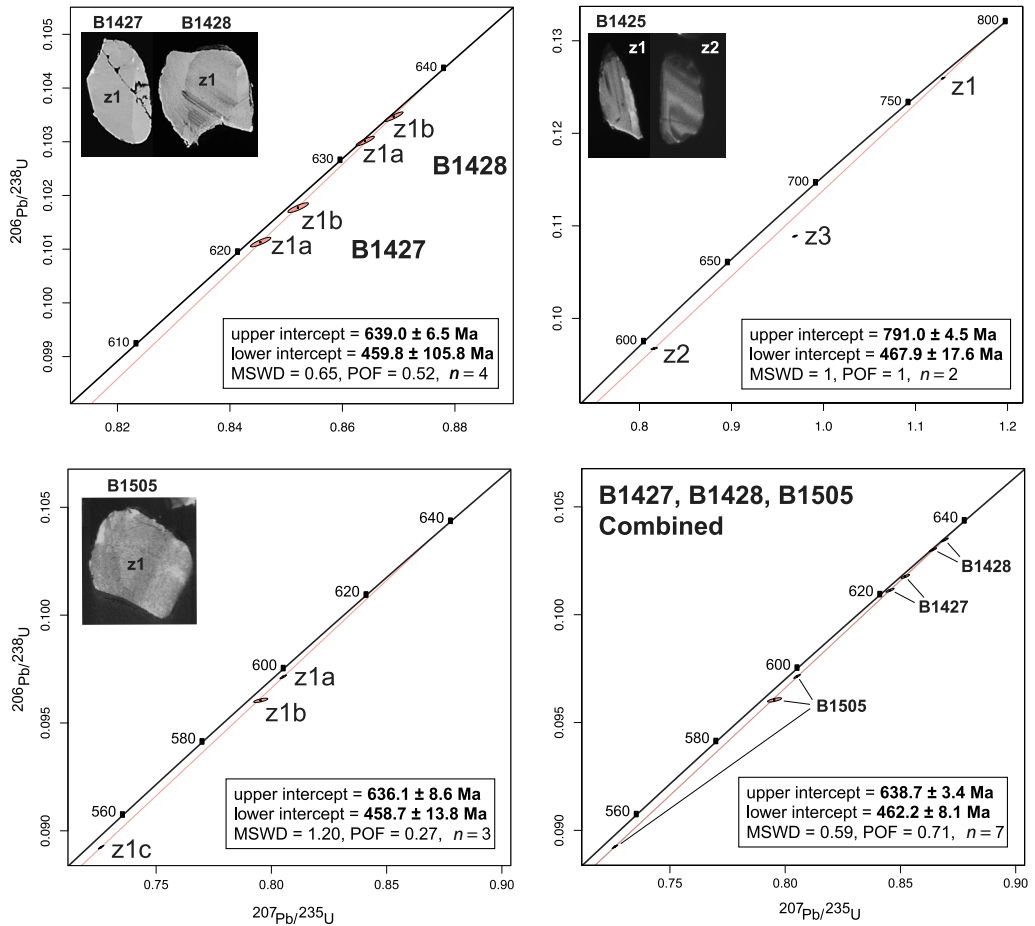 B1427 B1428
z1
z1
0.105
0.104
0.103
0.102
0.101
0.100
0.099
206Pb/238U
640
630
620
610
z1b
z1a
B1428
z1b
z1a
B1427
upper intercept = 639.0 ± 6.5 Ma
lower intercept = 459.8 ± 105.8 Ma
MSWD = 0.65, POF = 0.52, n = 4
0.82 0.84 0.86 0.88
B1425
z1 z2
0.13
0.12
0.11
0.10
800
750
700
650
600
z1
z3
z2
upper intercept = 791.0 ± 4.5 Ma
lower intercept = 467.9 ± 17.6 Ma
MSWD = 1, POF = 1, n = 2
0.8 0.9 1.0 1.1 1.2
B1505
z1
0.105
0.100
0.095
0.090
206Pb/238U
640
620
600
580
560
z1a
z1b
z1c
upper intercept = 636.1 ± 8.6 Ma
lower intercept = 458.7 ± 13.8 Ma
MSWD = 1.20, POF = 0.27, n = 3
0.75 0.80 0.85 0.90
207Pb/235U
B1427, B1428, B1505
Combined
0.105
0.100
0.095
0.090
640
620
600
580
560
B1428
B1427
B1505
upper intercept = 638.7 ± 3.4 Ma
lower intercept = 462.2 ± 8.1 Ma
MSWD = 0.59, POF = 0.71, n = 7
0.75 0.80 0.85 0.90
207Pb/235U